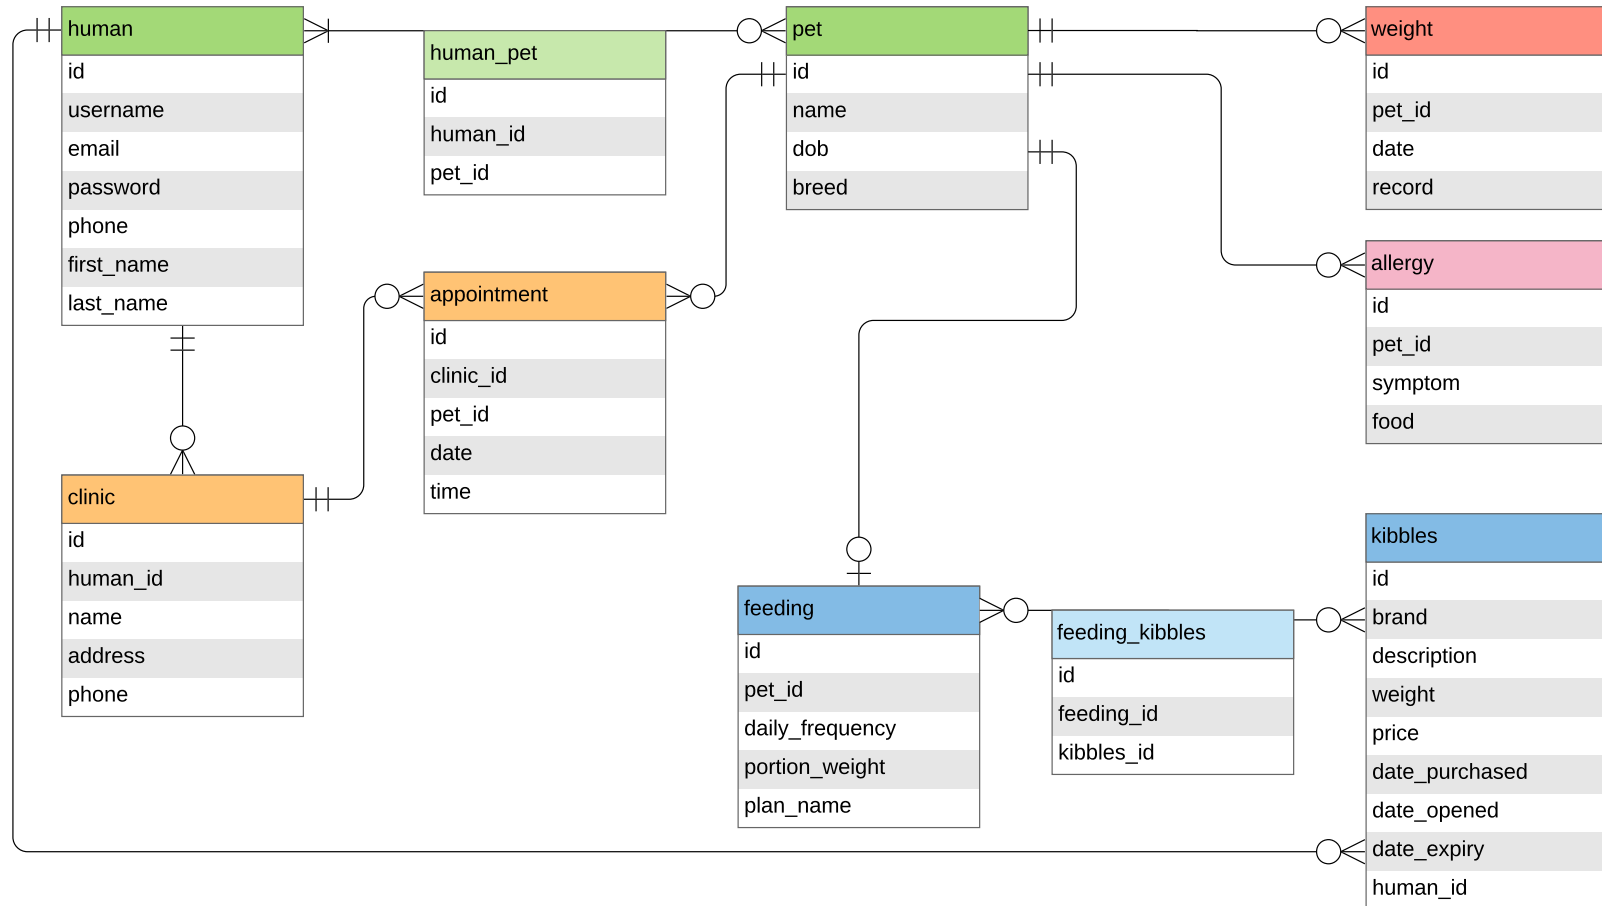 human
id
username
email
password
phone
first_name
last_name
human_pet
id
human_id
pet_id
pet
id
name
dob
breed
weight
id
pet_id
date
record
allergy
id
pet_id
symptom
food
appointment
id
clinic_id
pet_id
date
time
clinic
id
human_id
name
address
phone
feeding
id
pet_id
daily_frequency
portion_weight
plan_name
feeding_kibbles
id
feeding_id
kibbles_id
kibbles
id
brand
description
weight
price
date_purchased
date_opened
date_expiry
human_id